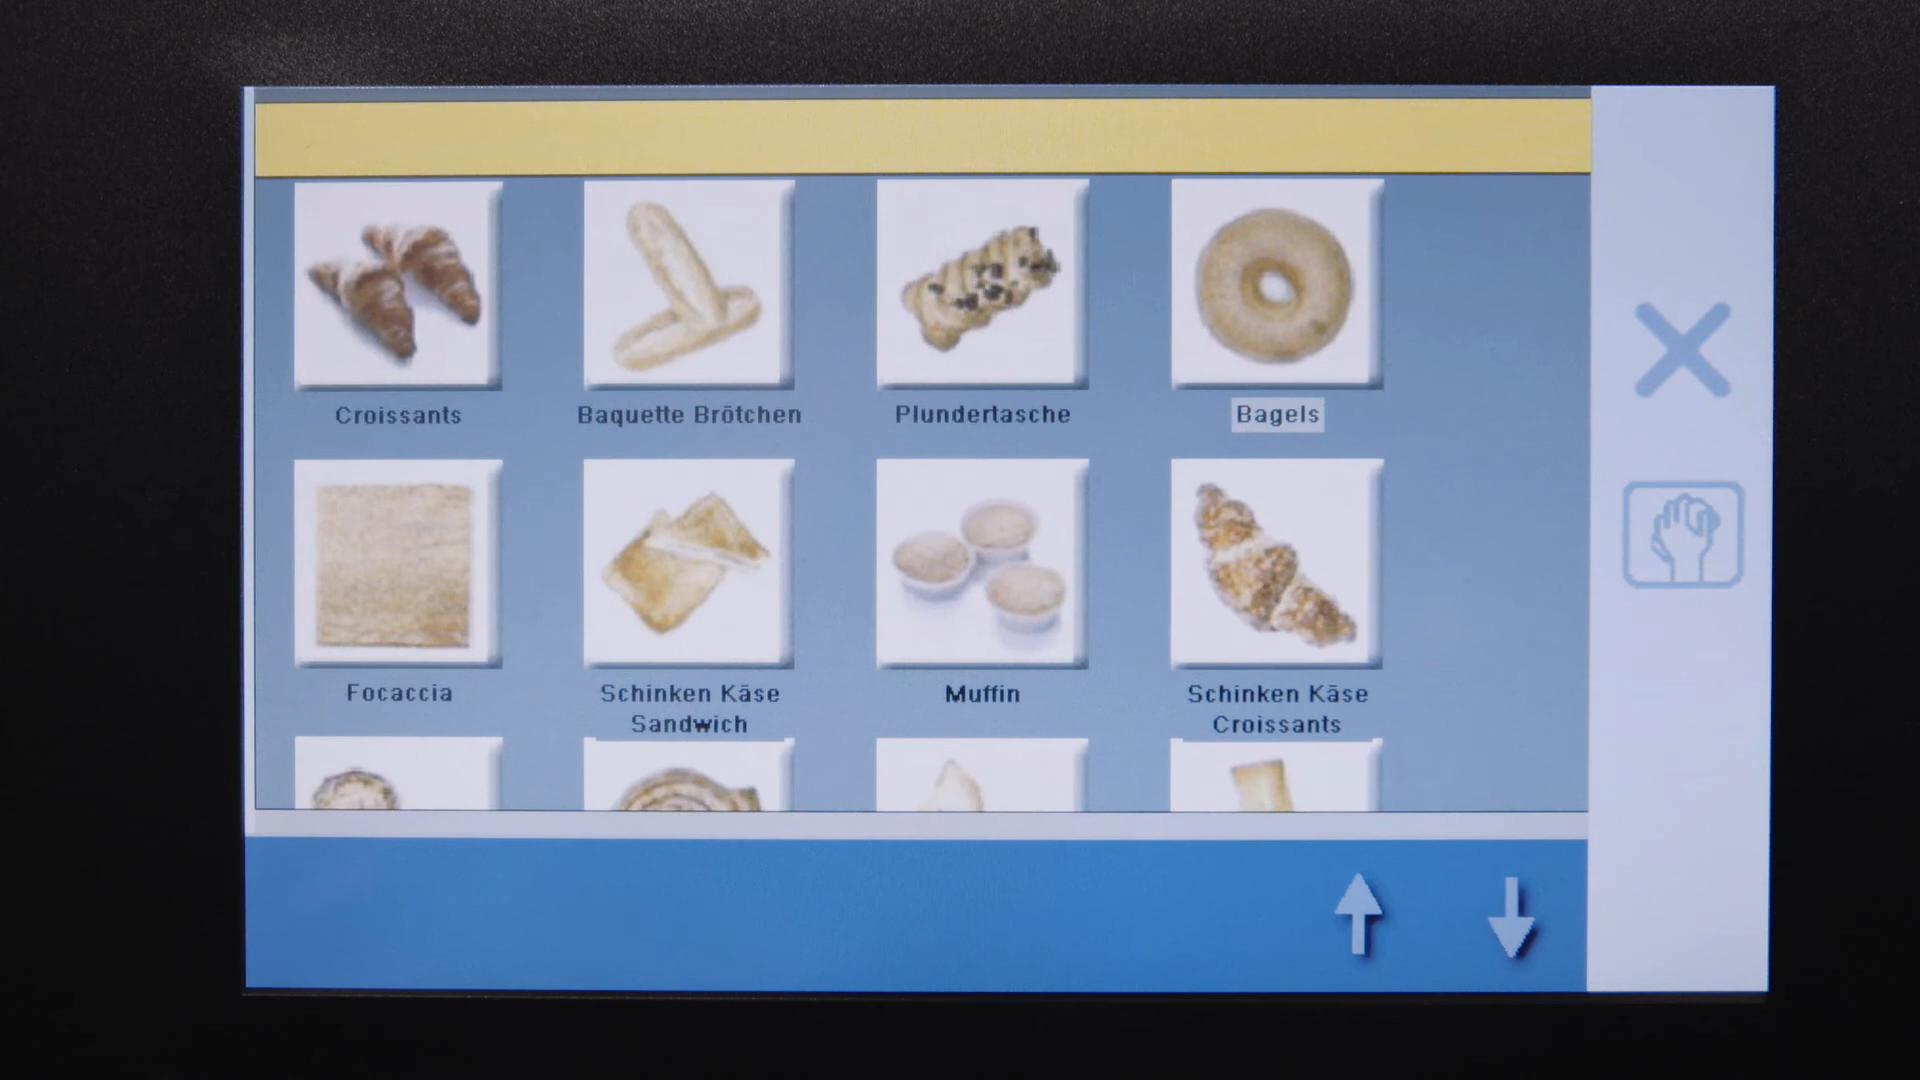 Croissants
Baquette Brötchen
Plundertasche
Bagels
Focaccia
Schinken Käse
Sandwich
Muffin
Schinken Käse
Croissants